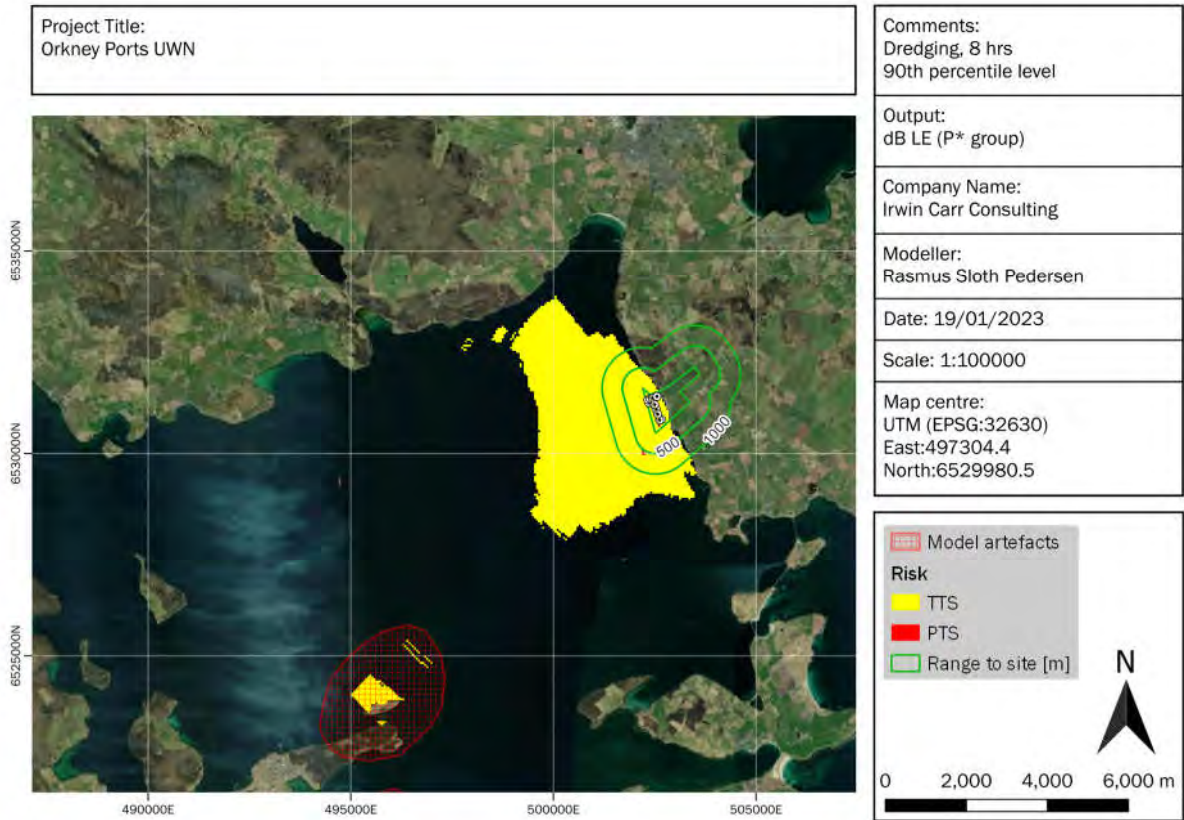 Project Title:
Orkney Ports UWN
Comments:
Dredging, 8 hrs
90th percentile level
Output:
dB LE (P* group)
Company Name:
Irwin Carr Consulting
Modeller:
Rasmus Sloth Pedersen
Date: 19/01/2023
Scale: 1:100000
Map centre:
UTM (EPSG:32630)
East:497304.4
North:6529980.5
6535000N
6530000N
6525000N
500
1000
490000E
495000E
500000E
505000E
Model artefacts
Risk
TTS
PTS
Range to site [m]
N
0
2,000
4,000
6,000 m